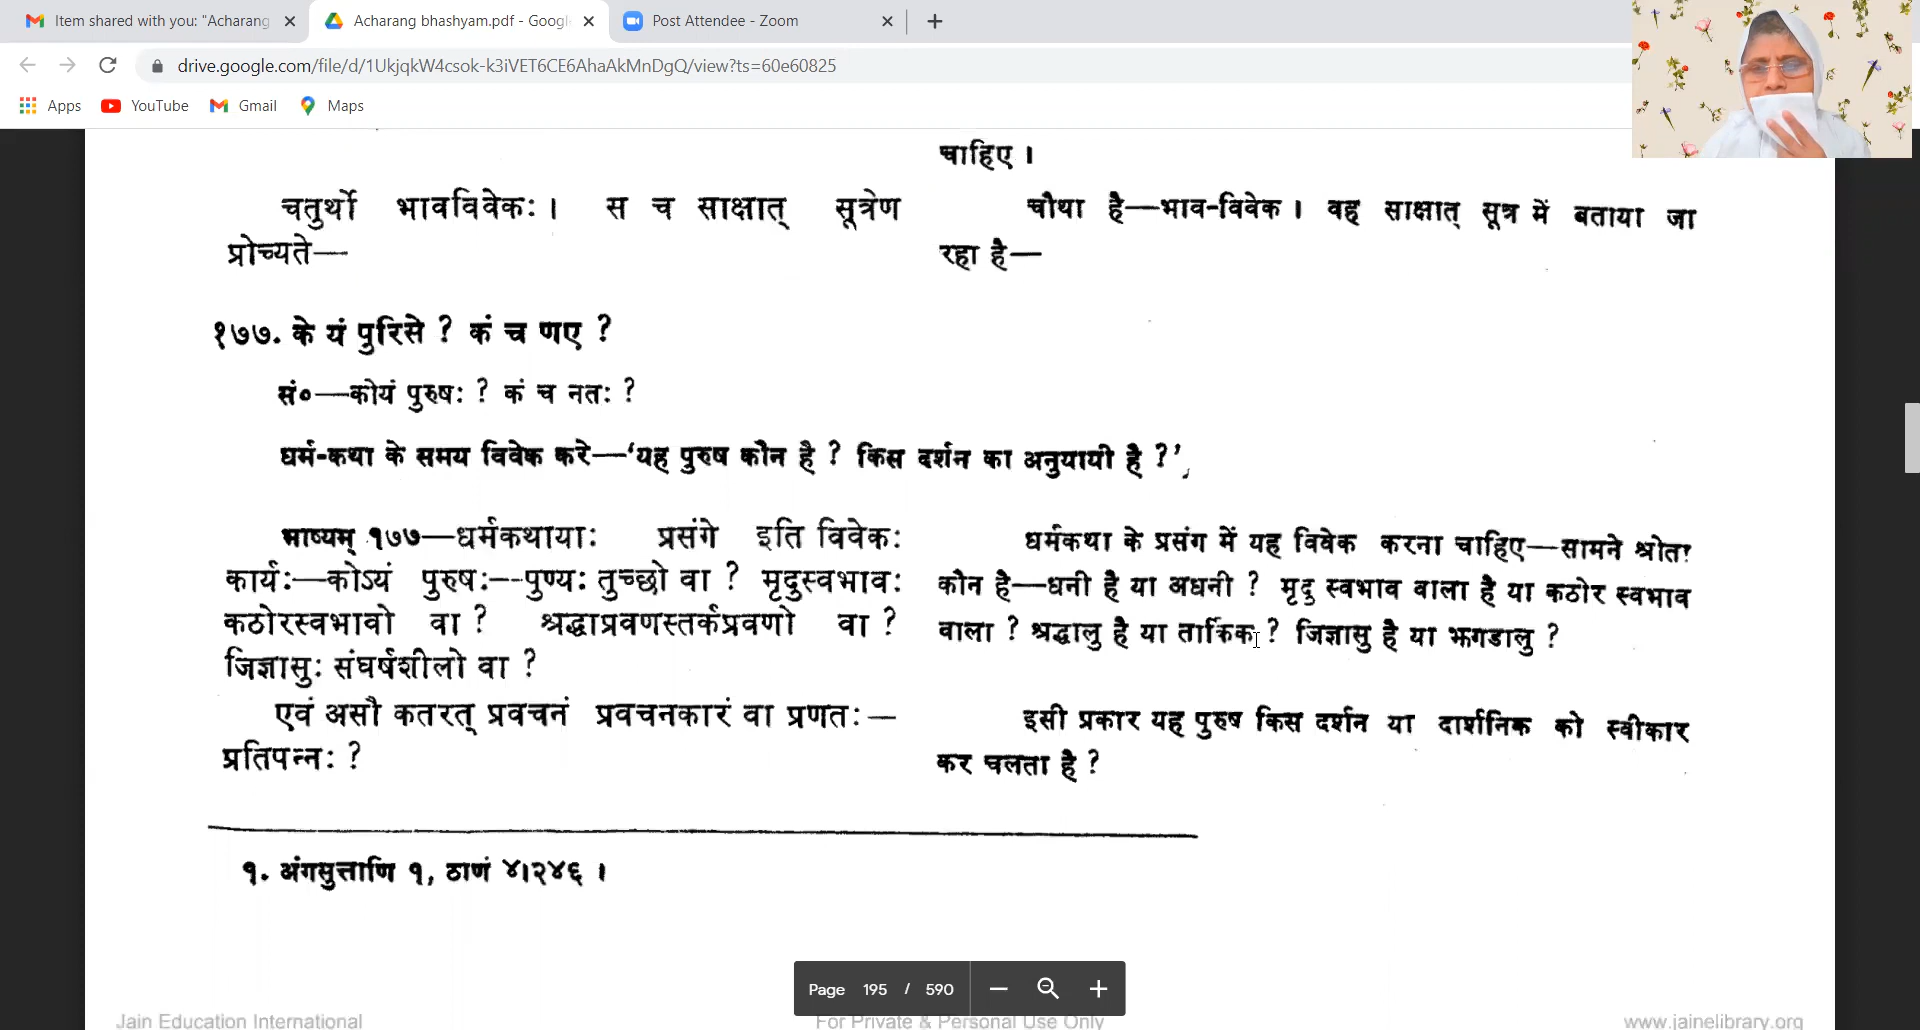 Item shared with you: "Acharang
Acharang bhashyam.pdf - Googl
Post Attendee - Zoom
drive.google.com/file/d/1UkjqkW4csok-k3iVET6CE6AhaAkMnDgQ/view?ts=60e60825
Apps YouTube Gmail Maps
चाहिए ।
चतुर्थो भावविवेकः । स च साक्षात् सूत्रेण
प्रोच्यते—
चौथा है—भाव-विवेक । वह साक्षात् सूत्र में बताया जा
रहा है—
१७७. के यं पुरिसे ? कं च णए ?
सं०—कोयं पुरुषः ? कं च नतः ?
धर्म-कथा के समय विवेक करे—'यह पुरुष कौन है ? किस दर्शन का अनुयायी है ?'
भाष्यम् १७७—धर्मकथायाः प्रसंगे इति विवेकः
कार्यः—कोऽयं पुरुषः—पुण्यः तुच्छो वा ? मृदुस्वभावः
कठोरस्वभावो वा ? श्रद्धाप्रवणस्तर्कप्रवणो वा ?
जिज्ञासुः संघर्षशीलो वा ?
एवं असौ कतरत् प्रवचनं प्रवचनकारं वा प्रणतः—
प्रतिपन्नः ?
धर्मकथा के प्रसंग में यह विवेक करना चाहिए—सामने श्रोता
कौन है—धनी है या अधनी ? मृदु स्वभाव वाला है या कठोर स्वभाव
वाला ? श्रद्धालु है या तार्किक ? जिज्ञासु है या झगडालु ?
इसी प्रकार यह पुरुष किस दर्शन या दार्शनिक को स्वीकार
कर चलता है ?
१. अंगसुत्ताणि १, ठाणं ४।२४६ ।
Page 195 / 590
Jain Education International
For Private & Personal Use Only
www.jainelibrary.org